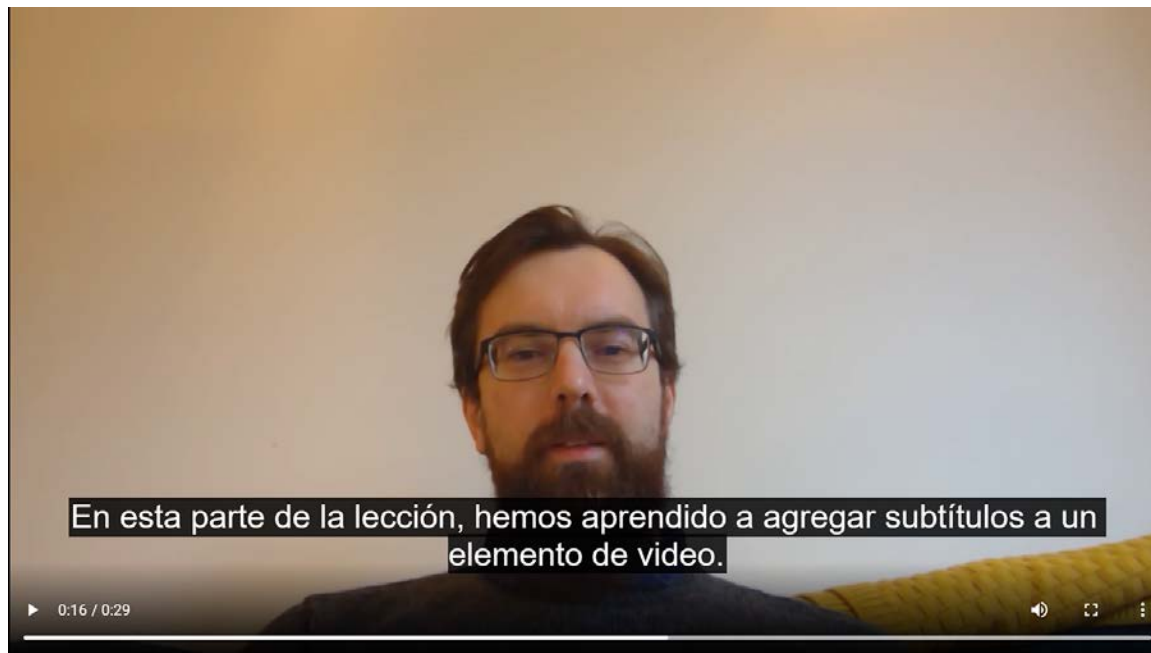 En esta parte de la lección, hemos aprendido a agregar subtítulos a un
elemento de video.
0:16 / 0:29